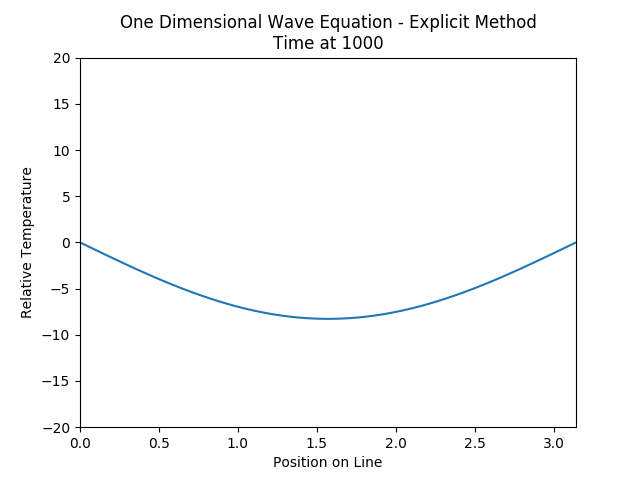 One Dimensional Wave Equation - Explicit Method
Time at 1000
20
15
10
5
0
−5
−10
−15
−20
Relative Temperature
0.0 0.5 1.0 1.5 2.0 2.5 3.0
Position on Line